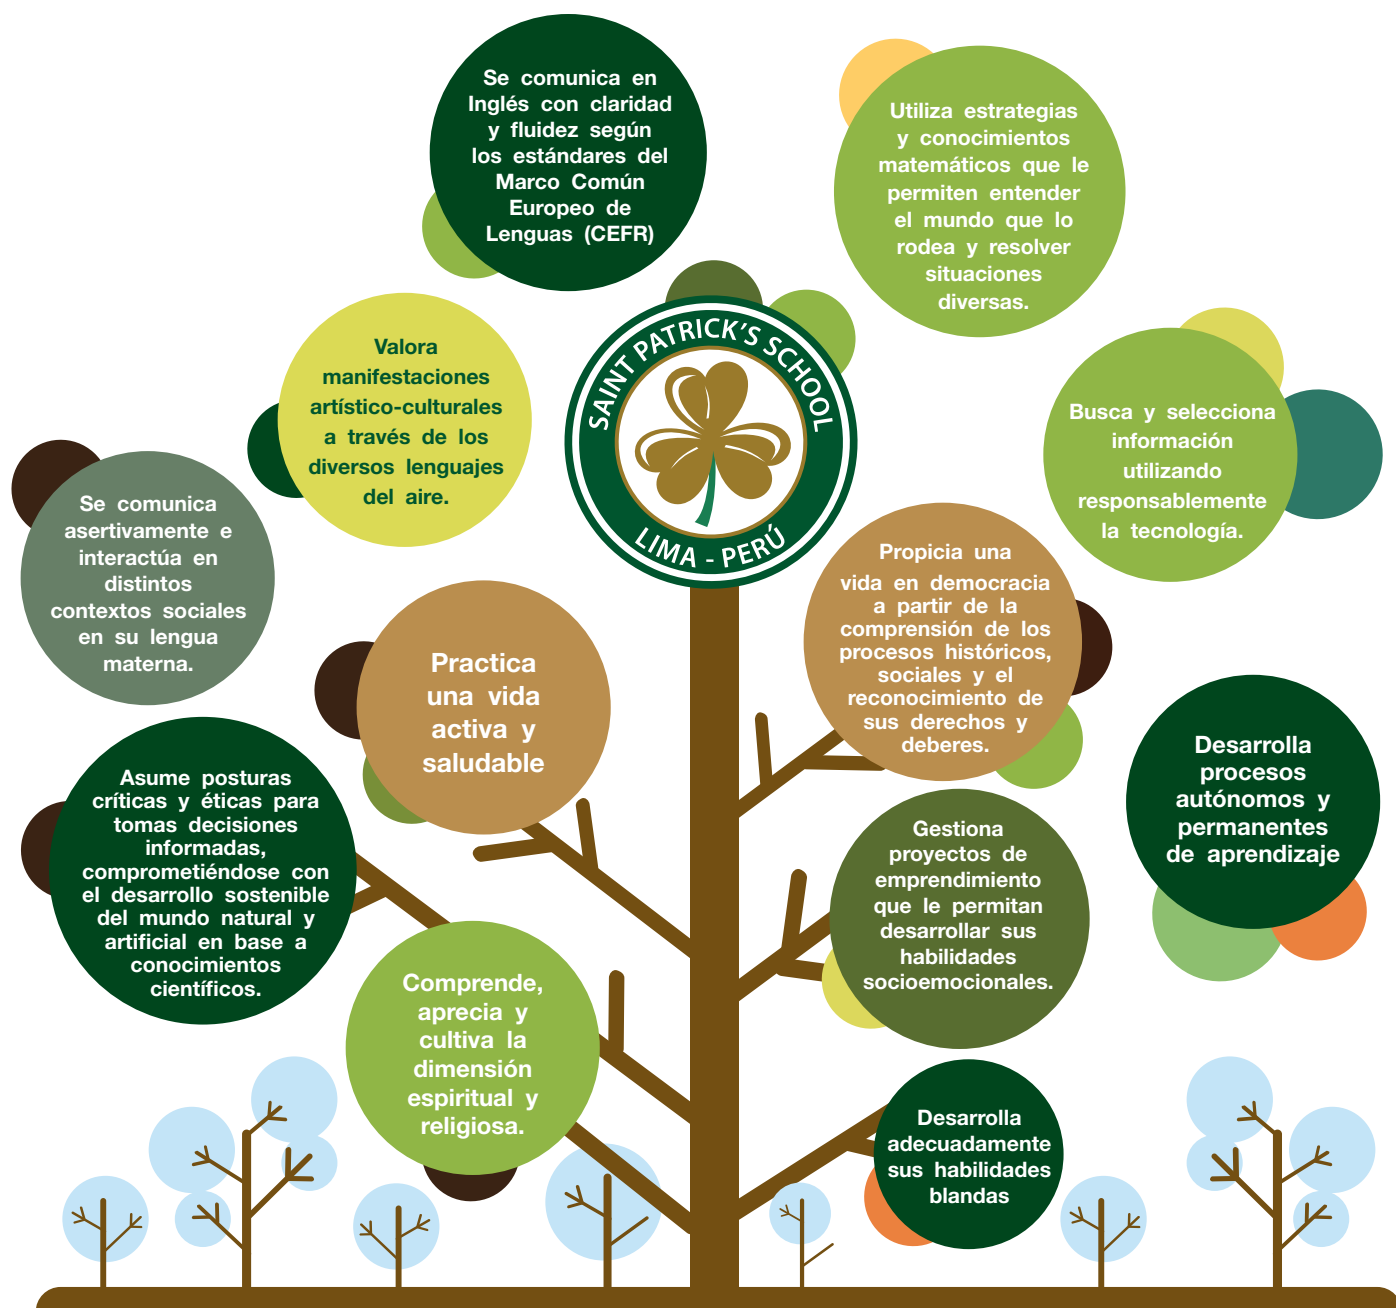 Se comunica en
Inglés con claridad
y fluidez según
los estándares del
Marco Común
Europeo de
Lenguas (CEFR)
Utiliza estrategias
y conocimientos
matemáticos que le
permiten entender
el mundo que lo
rodea y resolver
situaciones
diversas.
Valora
manifestaciones
artístico-culturales
a través de los
diversos lenguajes
del aire.
SAINT PATRICK'S SCHOOL
LIMA - PERÚ
Busca y selecciona
información
utilizando
responsablemente
la tecnología.
Se comunica
asertivamente e
interactúa en
distintos
contextos sociales
en su lengua
materna.
Practica
una vida
activa y
saludable
Propicia una
vida en democracia
a partir de la
comprensión de los
procesos históricos,
sociales y el
reconocimiento de
sus derechos y
deberes.
Desarrolla
procesos
autónomos y
permanentes
de aprendizaje
Asume posturas
críticas y éticas para
tomas decisiones
informadas,
comprometiéndose con
el desarrollo sostenible
del mundo natural y
artificial en base a
conocimientos
científicos.
Gestiona
proyectos de
emprendimiento
que le permitan
desarrollar sus
habilidades
socioemocionales.
Comprende,
aprecia y
cultiva la
dimensión
espiritual y
religiosa.
Desarrolla
adecuadamente
sus habilidades
blandas